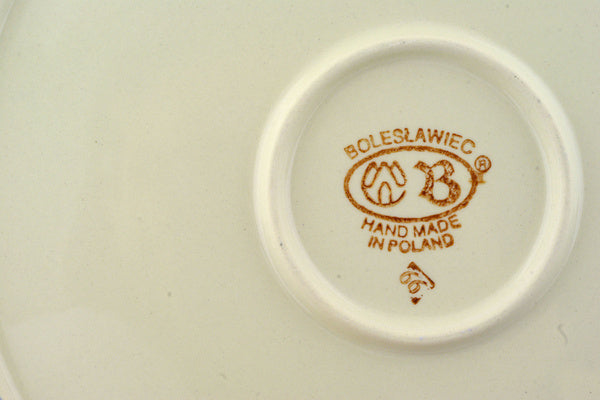 BOLESŁAWIEC
®
B
HAND MADE
IN POLAND